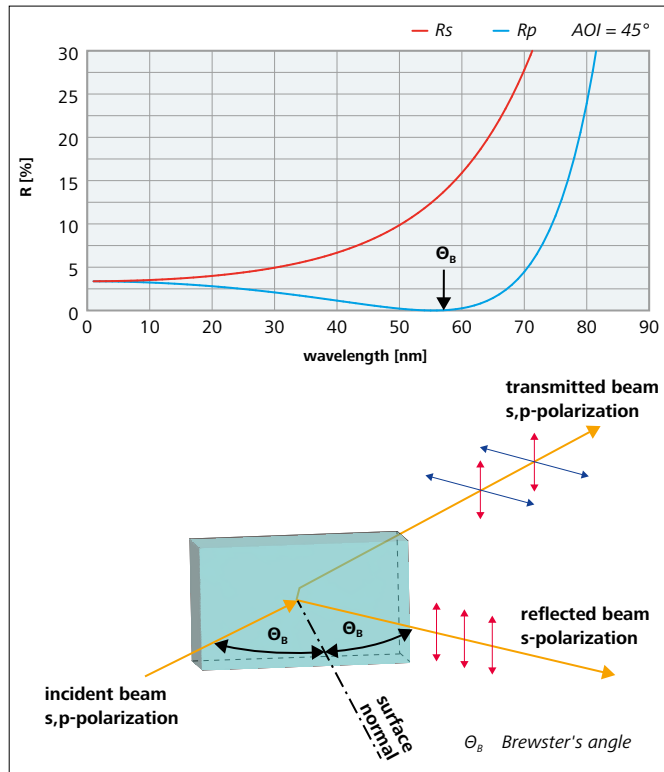 Rs Rp AOI = 45°
30
25
20
15
10
5
0
R [%]
ΘB
0 10 20 30 40 50 60 70 80 90
wavelength [nm]
transmitted beam
s,p-polarization
ΘB ΘB
reflected beam
s-polarization
incident beam
s,p-polarization
surface
normal
ΘB Brewster's angle